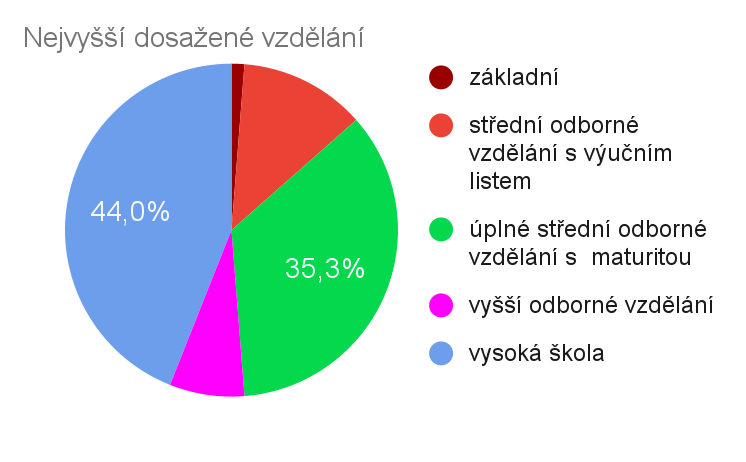 Nejvyšší dosažené vzdělání
44,0%
35,3%
základní
střední odborné
vzdělání s výučním
listem
úplné střední odborné
vzdělání s  maturitou
vyšší odborné vzdělání
vysoká škola